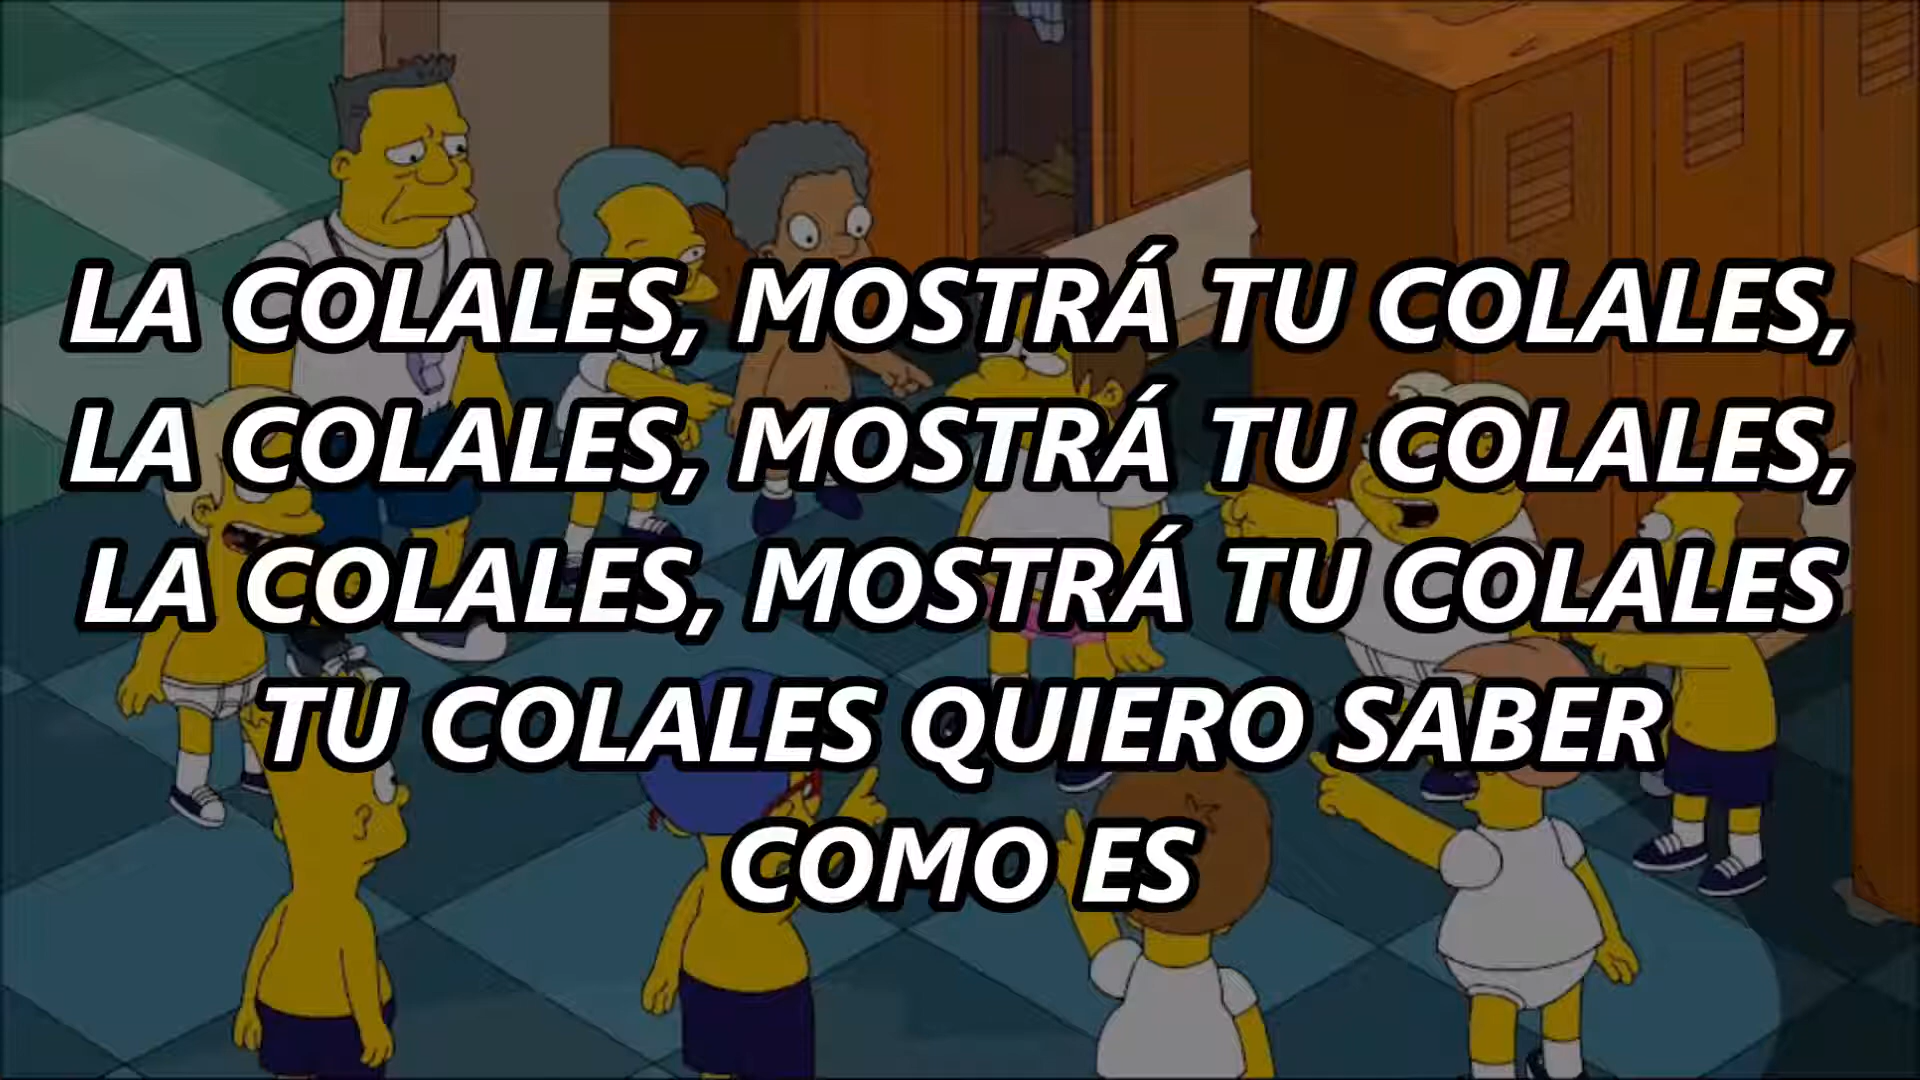 LA COLALES, MOSTRÁ TU COLALES,
LA COLALES, MOSTRÁ TU COLALES,
LA COLALES, MOSTRÁ TU COLALES
TU COLALES QUIERO SABER
COMO ES